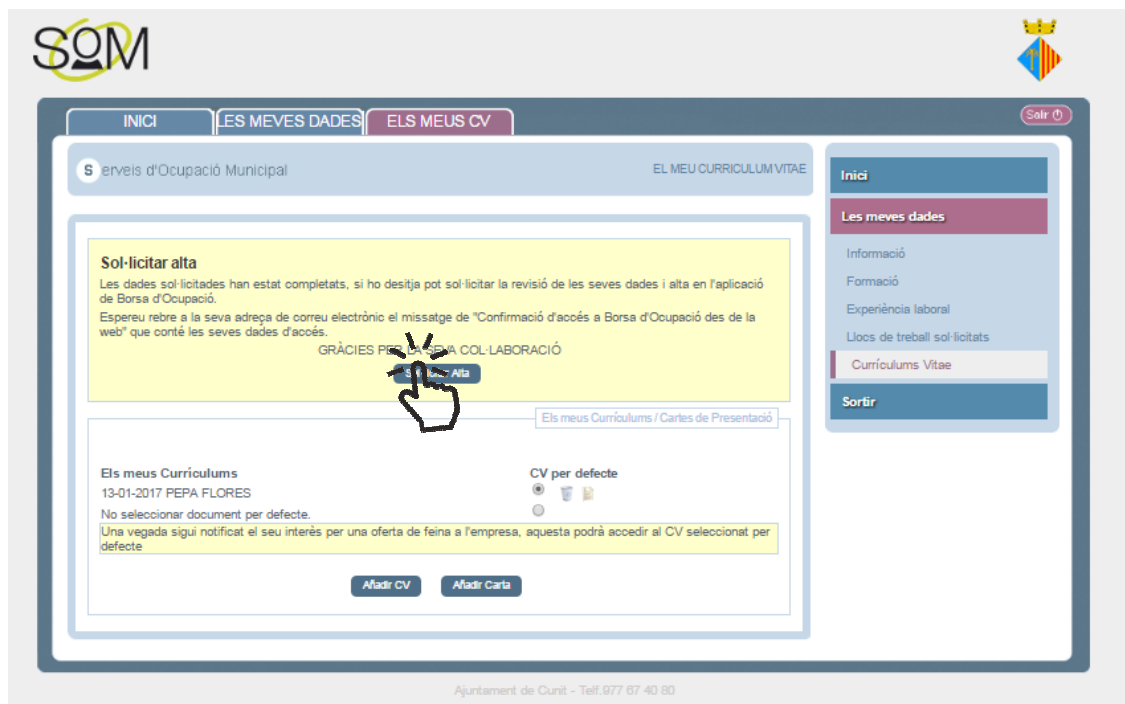 SOM
INICI
LES MEVES DADES
ELS MEUS CV
Salir
Serveis d'Ocupació Municipal
EL MEU CURRICULUM VITAE
Sol·licitar alta
Les dades sol·licitades han estat completats, si ho desitja pot sol·licitar la revisió de les seves dades i alta en l'aplicació
de Borsa d'Ocupació.
Espereu rebre a la seva adreça de correu electrònic el missatge de "Confirmació d'accés a Borsa d'Ocupació des de la
web" que conté les seves dades d'accés.
GRÀCIES PER LA SEVA COL·LABORACIÓ
Alta
Els meus Currículums / Cartes de Presentació
Els meus Currículums
CV per defecte
13-01-2017 PEPA FLORES
No seleccionar document per defecte.
Una vegada sigui notificat el seu interès per una oferta de feina a l'empresa, aquesta podrà accedir al CV seleccionat per
defecte
Añadir CV
Añadir Carta
Inici
Les meves dades
Informació
Formació
Experiència laboral
Llocs de treball sol·licitats
Currículums Vitae
Sortir
Ajuntament de Cunit - Telf.977 67 40 80